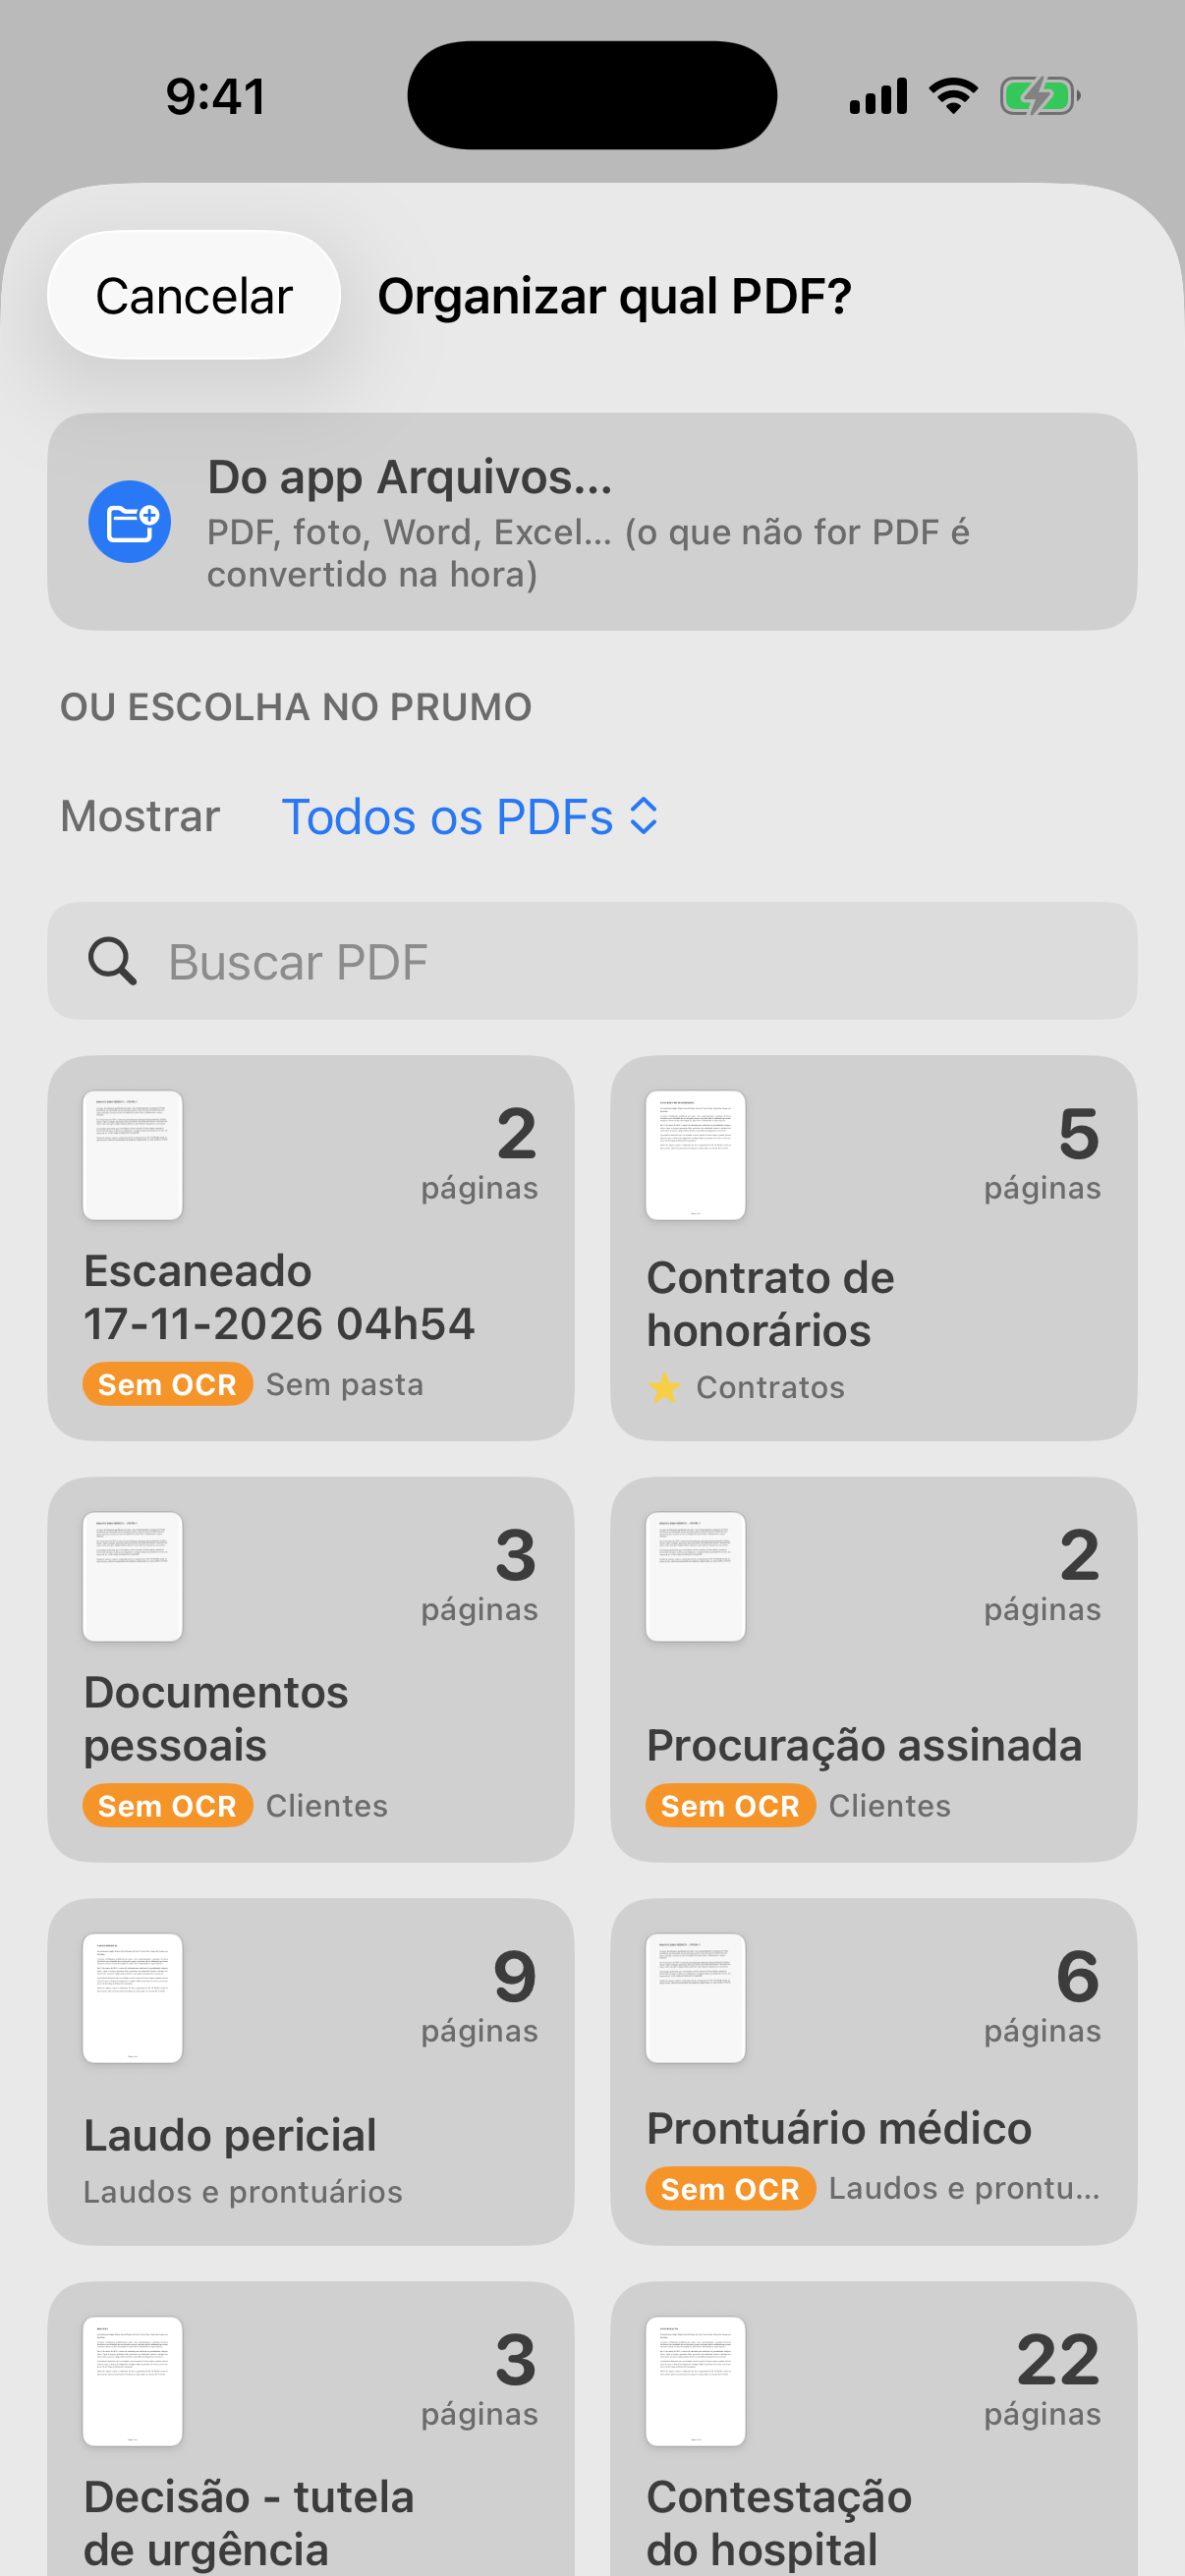 9:41
Cancelar
Organizar qual PDF?
Do app Arquivos...
PDF, foto, Word, Excel... (o que não for PDF é
convertido na hora)
OU ESCOLHA NO PRUMO
Mostrar Todos os PDFs
Buscar PDF
2
páginas
Escaneado
17-11-2026 04h54
Sem OCR Sem pasta
5
páginas
Contrato de
honorários
Contratos
3
páginas
Documentos
pessoais
Sem OCR Clientes
2
páginas
Procuração assinada
Sem OCR Clientes
9
páginas
Laudo pericial
Laudos e prontuários
6
páginas
Prontuário médico
Sem OCR Laudos e prontu...
3
páginas
Decisão - tutela
de urgência
22
páginas
Contestação
do hospital